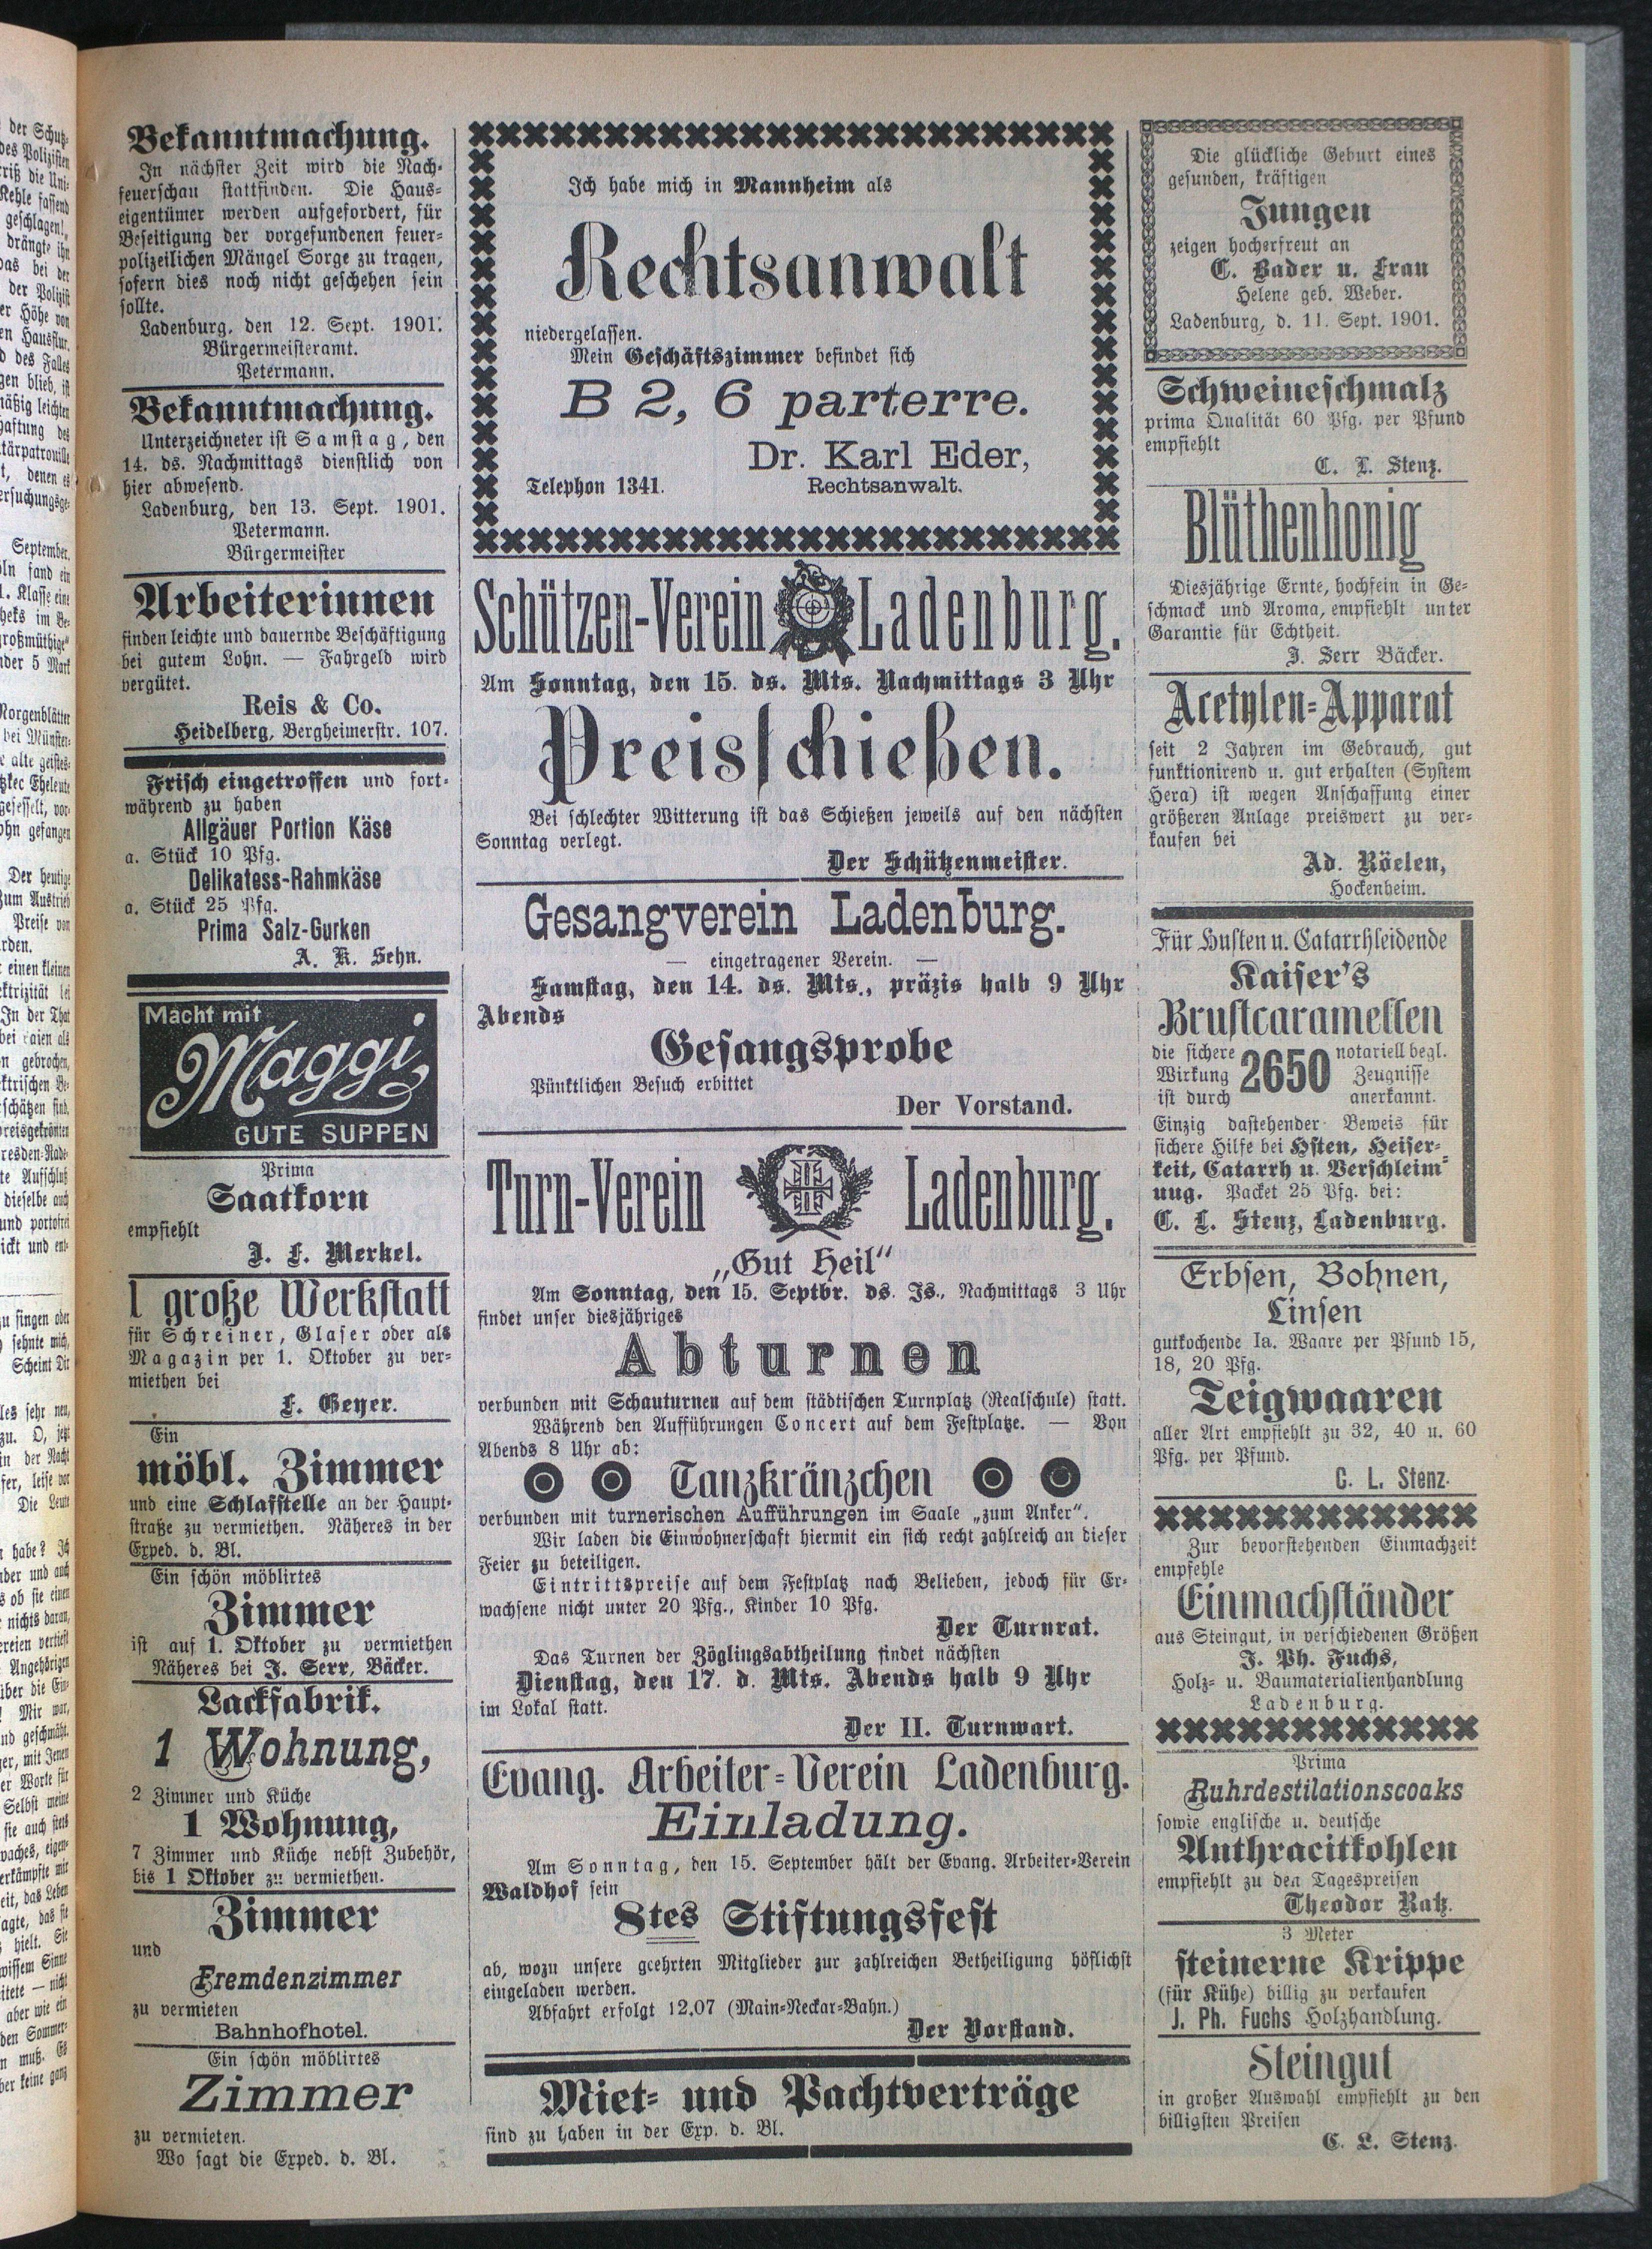 Bekanntmachung.
In nächster Zeit wird die Nach-
feuerschau stattfinden. Die Haus-
eigentümer werden aufgefordert, für
Beseitigung der vorgefundenen feuer-
polizeilichen Mängel Sorge zu tragen,
sofern dies noch nicht geschehen sein
sollte.
Ladenburg, den 12. Sept. 1901.
Bürgermeisteramt.
Petermann.
Bekanntmachung.
Unterzeichneter ist Samstag, den
14. ds. Nachmittags dienstlich von
hier abwesend.
Ladenburg, den 13. Sept. 1901.
Petermann.
Bürgermeister
Arbeiterinnen
finden leichte und dauernde Beschäftigung
bei gutem Lohn. — Fahrgeld wird
vergütet.
Reis & Co.
Heidelberg, Bergheimerstr. 107.
Frisch eingetroffen und fort-
während zu haben
Allgäuer Portion Käse
a. Stück 10 Pfg.
Delikatess-Rahmkäse
a. Stück 25 Pfg.
Prima Salz-Gurken
A. K. Sehn.
Macht mit
Maggi
GUTE SUPPEN
Prima
Saatkorn
empfiehlt
J. F. Merkel.
1 große Werkstatt
für Schreiner, Glaser oder als
Magazin per 1. Oktober zu ver-
miethen bei
F. Geyer.
Ein
möbl. Zimmer
und eine Schlafstelle an der Haupt-
straße zu vermiethen. Näheres in der
Exped. d. Bl.
Ein schön möblirtes
Zimmer
ist auf 1. Oktober zu vermiethen
Näheres bei J. Serr, Bäcker.
Lackfabrik.
1 Wohnung,
2 Zimmer und Küche
1 Wohnung,
7 Zimmer und Küche nebst Zubehör,
bis 1 Oktober zu vermiethen.
Zimmer
und
Fremdenzimmer
zu vermieten
Bahnhofhotel.
Ein schön möblirtes
Zimmer
zu vermieten.
Wo sagt die Exped. d. Bl.
Ich habe mich in Mannheim als
Rechtsanwalt
niedergelassen.
Mein Geschäftszimmer befindet sich
B 2, 6 parterre.
Dr. Karl Eder,
Telephon 1341. Rechtsanwalt.
Schützen-Verein Ladenburg.
Am Sonntag, den 15. ds. Mts. Nachmittags 3 Uhr
Preisschießen.
Bei schlechter Witterung ist das Schießen jeweils auf den nächsten
Sonntag verlegt.
Der Schützenmeister.
Gesangverein Ladenburg.
— eingetragener Verein. —
Samstag, den 14. ds. Mts., präzis halb 9 Uhr
Abends
Gesangsprobe
Pünktlichen Besuch erbittet
Der Vorstand.
Turn-Verein Ladenburg.
„Gut Heil“
Am Sonntag, den 15. Septbr. ds. Js., Nachmittags 3 Uhr
findet unser diesjähriges
Abturnen
verbunden mit Schauturnen auf dem städtischen Turnplatz (Realschule) statt.
Während den Aufführungen Concert auf dem Festplatze. — Von
Abends 8 Uhr ab:
Tanzkränzchen
verbunden mit turnerischen Aufführungen im Saale „zum Anker“.
Wir laden die Einwohnerschaft hiermit ein sich recht zahlreich an dieser
Feier zu beteiligen.
Eintrittspreise auf dem Festplatz nach Belieben, jedoch für Er-
wachsene nicht unter 20 Pfg., Kinder 10 Pfg.
Der Turnrat.
Das Turnen der Zöglingsabtheilung findet nächsten
Dienstag, den 17. d. Mts. Abends halb 9 Uhr
im Lokal statt.
Der II. Turnwart.
Evang. Arbeiter-Verein Ladenburg.
Einladung.
Am Sonntag, den 15. September hält der Evang. Arbeiter-Verein
Waldhof sein
8tes Stiftungsfest
ab, wozu unsere geehrten Mitglieder zur zahlreichen Betheiligung höflichst
eingeladen werden.
Abfahrt erfolgt 12,07 (Main-Neckar-Bahn.)
Der Vorstand.
Miet- und Pachtverträge
sind zu haben in der Exp. d. Bl.
Die glückliche Geburt eines
gesunden, kräftigen
Jungen
zeigen hocherfreut an
C. Bader u. Frau
Helene geb. Weber.
Ladenburg, d. 11. Sept. 1901.
Schweineschmalz
prima Qualität 60 Pfg. per Pfund
empfiehlt
C. L. Stenz.
Blüthenhonig
Diesjährige Ernte, hochfein in Ge-
schmack und Aroma, empfiehlt unter
Garantie für Echtheit.
J. Serr Bäcker.
Acetylen-Apparat
seit 2 Jahren im Gebrauch, gut
funktionirend u. gut erhalten (System
Hera) ist wegen Anschaffung einer
größeren Anlage preiswert zu ver-
kaufen bei
Ad. Röelen,
Hockenheim.
Für Husten u. Catarrhleidende
Kaiser's
Brustcaramellen
die sichere
Wirkung
ist durch
2650
notariell begl.
Zeugnisse
anerkannt.
Einzig dastehender Beweis für
sichere Hilfe bei Hsten, Heiser-
keit, Catarrh u. Verschleim-
ung. Packet 25 Pfg. bei:
C. L. Stenz, Ladenburg.
Erbsen, Bohnen,
Linsen
gutkochende Ia. Waare per Pfund 15,
18, 20 Pfg.
Teigwaaren
aller Art empfiehlt zu 32, 40 u. 60
Pfg. per Pfund.
C. L. Stenz.
Zur bevorstehenden Einmachzeit
empfehle
Einmachständer
aus Steingut, in verschiedenen Größen
J. Ph. Fuchs,
Holz- u. Baumaterialienhandlung
Ladenburg.
Prima
Ruhrdestilationscoaks
sowie englische u. deutsche
Anthracitkohlen
empfiehlt zu den Tagespreisen
Theodor Ratz.
3 Meter
steinerne Krippe
(für Kühe) billig zu verkaufen
J. Ph. Fuchs Holzhandlung.
Steingut
in großer Auswahl empfiehlt zu den
billigsten Preisen
C. L. Stenz.